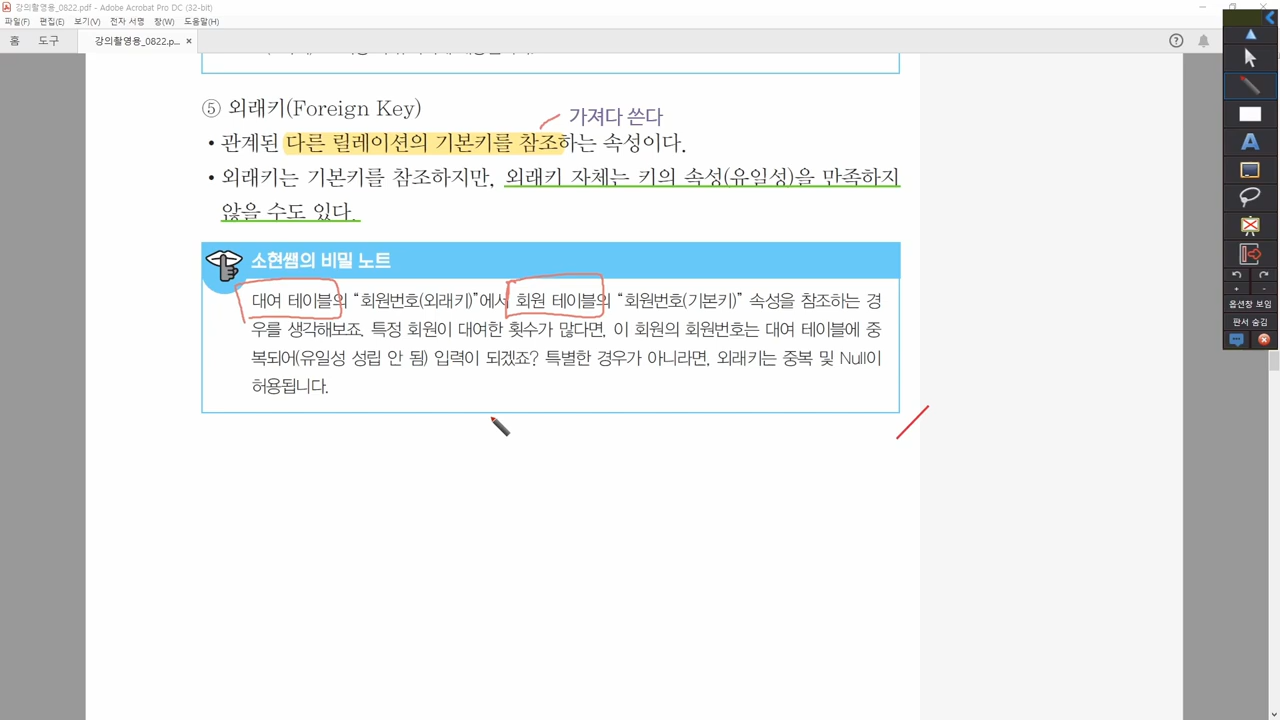 강의촬영용_0822.pdf - Adobe Acrobat Pro DC (32-bit)
파일(F) 편집(E) 보기(V) 전자 서명 창(W) 도움말(H)
홈 도구 강의촬영용_0822.p... ×
⑤ 외래키(Foreign Key)
가져다 쓴다
• 관계된 다른 릴레이션의 기본키를 참조하는 속성이다.
• 외래키는 기본키를 참조하지만, 외래키 자체는 키의 속성(유일성)을 만족하지
않을 수도 있다.
소현쌤의 비밀 노트
대여 테이블의 “회원번호(외래키)”에서 회원 테이블의 “회원번호(기본키)” 속성을 참조하는 경
우를 생각해보죠. 특정 회원이 대여한 횟수가 많다면, 이 회원의 회원번호는 대여 테이블에 중
복되어(유일성 성립 안 됨) 입력이 되겠죠? 특별한 경우가 아니라면, 외래키는 중복 및 Null이
허용됩니다.
옵션창 보임
판서 숨김